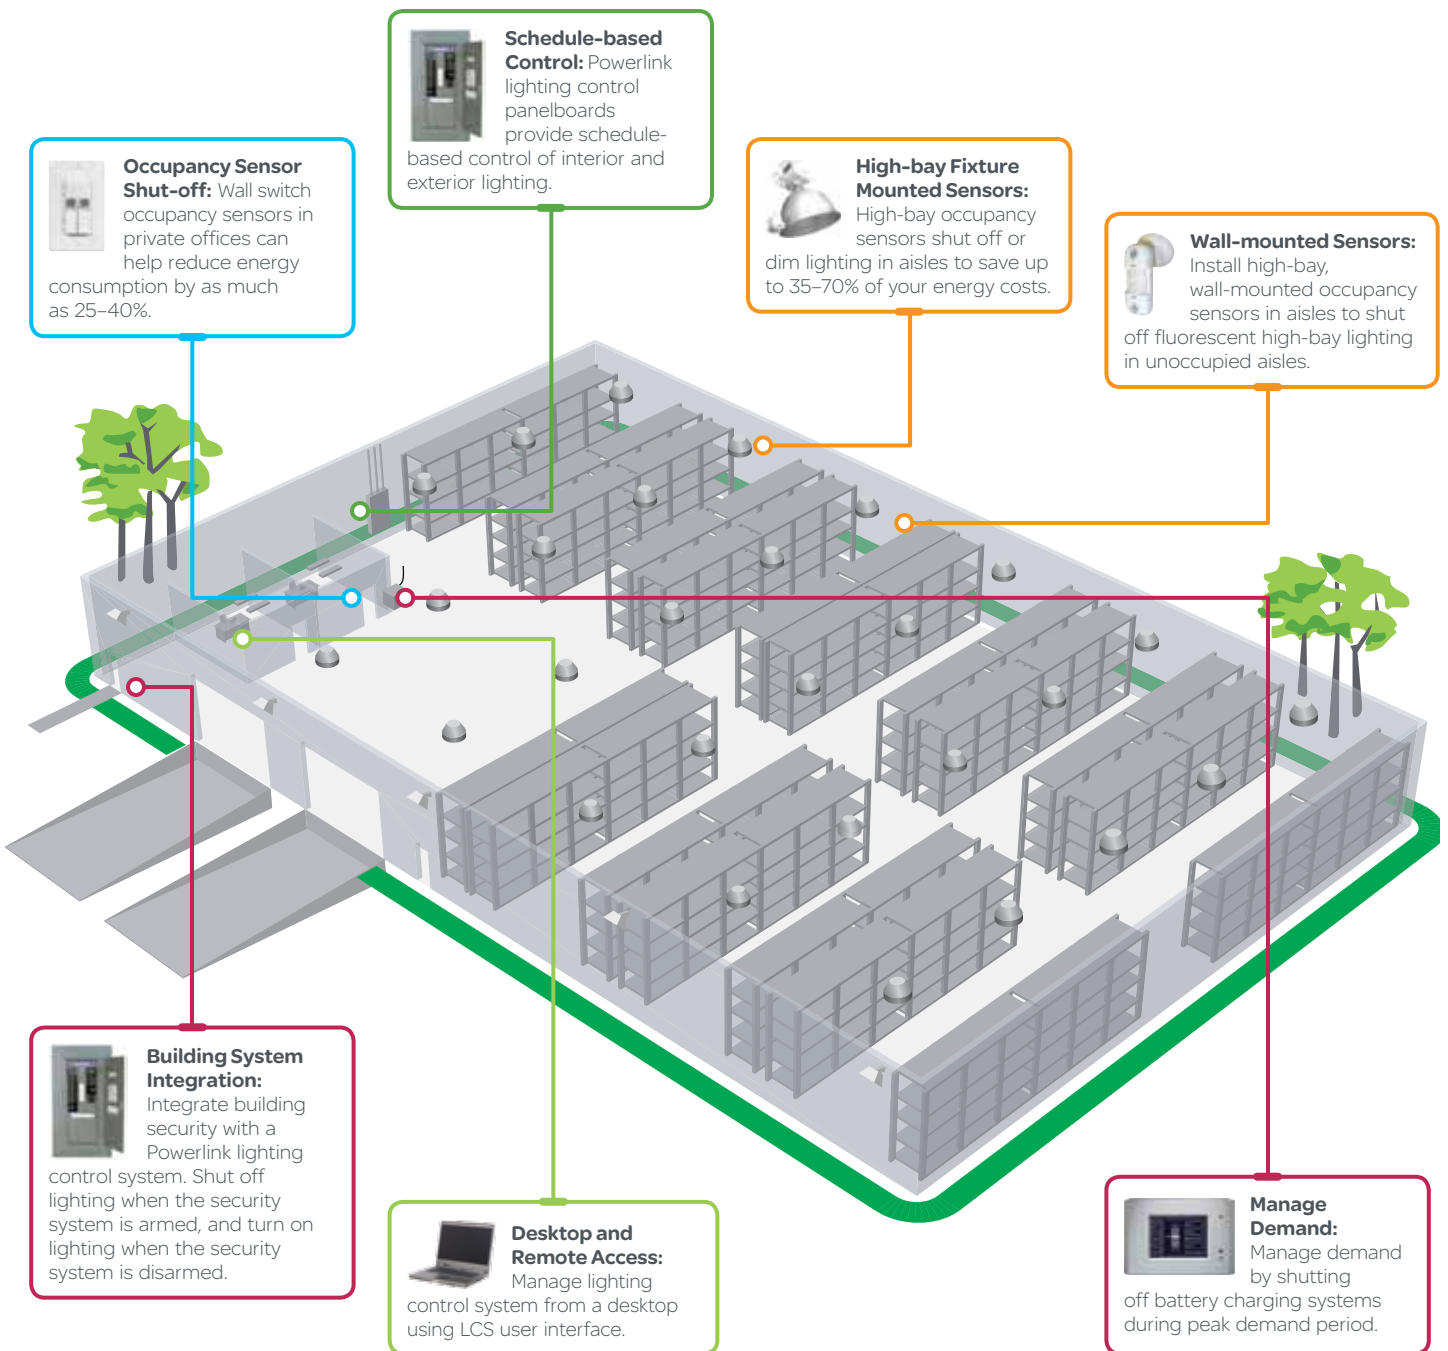 Schedule-based
Control: Powerlink
lighting control
panelboards
provide schedule-
based control of interior and
exterior lighting.
Occupancy Sensor
Shut-off: Wall switch
occupancy sensors in
private offices can
help reduce energy
consumption by as much
as 25–40%.
High-bay Fixture
Mounted Sensors:
High-bay occupancy
sensors shut off or
dim lighting in aisles to save up
to 35–70% of your energy costs.
Wall-mounted Sensors:
Install high-bay,
wall-mounted occupancy
sensors in aisles to shut
off fluorescent high-bay lighting
in unoccupied aisles.
Building System
Integration:
Integrate building
security with a
Powerlink lighting
control system. Shut off
lighting when the security
system is armed, and turn on
lighting when the security
system is disarmed.
Desktop and
Remote Access:
Manage lighting
control system from a desktop
using LCS user interface.
Manage
Demand:
Manage demand
by shutting
off battery charging systems
during peak demand period.